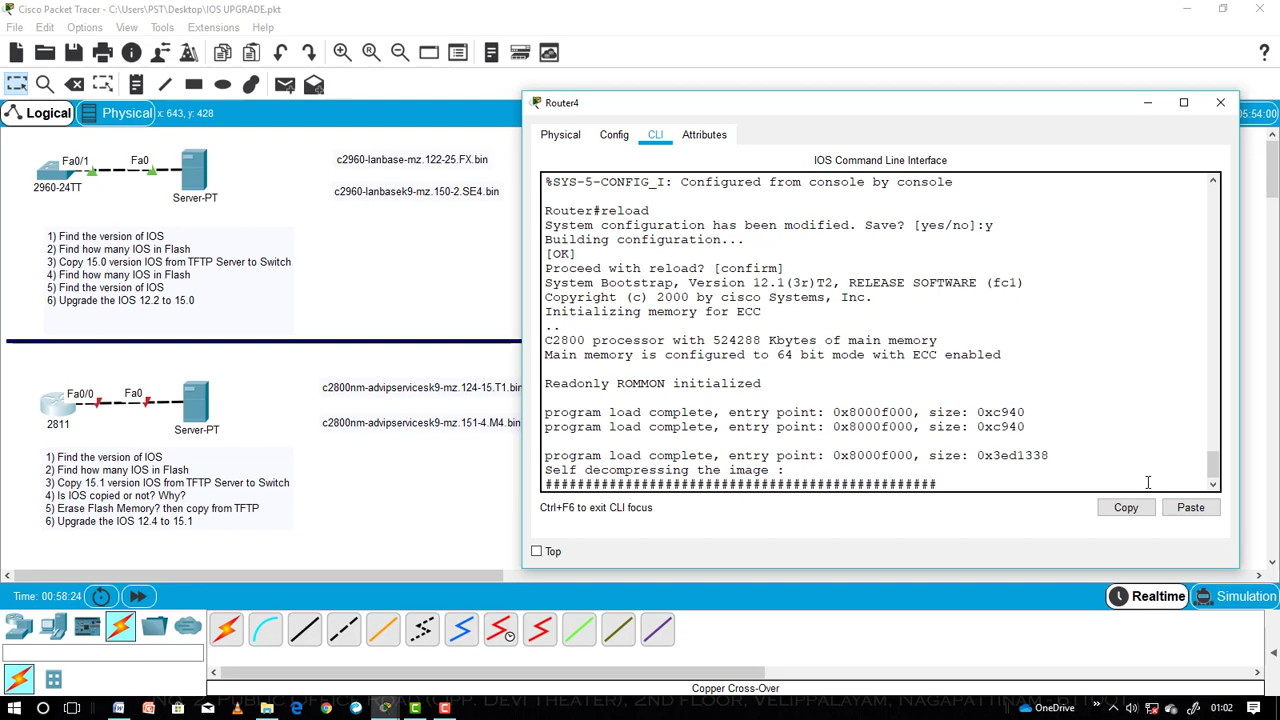 Cisco Packet Tracer - C:\Users\PST\Desktop\IOS UPGRADE.pkt
File Edit Options View Tools Extensions Help
Logical Physical x: 643, y: 428
05:54:00
Fa0/1 Fa0
2960-24TT
Server-PT
c2960-lanbase-mz.122-25.FX.bin
c2960-lanbasek9-mz.150-2.SE4.bin
1) Find the version of IOS
2) Find how many IOS in Flash
3) Copy 15.0 version IOS from TFTP Server to Switch
4) Find how many IOS in Flash
5) Find the version of IOS
6) Upgrade the IOS 12.2 to 15.0
Fa0/0 Fa0
2811
Server-PT
c2800nm-advipservicesk9-mz.124-15.T1.bin
c2800nm-advipservicesk9-mz.151-4.M4.bin
1) Find the version of IOS
2) Find how many IOS in Flash
3) Copy 15.1 version IOS from TFTP Server to Switch
4) Is IOS copied or not? Why?
5) Erase Flash Memory? then copy from TFTP
6) Upgrade the IOS 12.4 to 15.1
Router4
Physical Config CLI Attributes
IOS Command Line Interface
%SYS-5-CONFIG_I: Configured from console by console
Router#reload
System configuration has been modified. Save? [yes/no]:y
Building configuration...
[OK]
Proceed with reload? [confirm]
System Bootstrap, Version 12.1(3r)T2, RELEASE SOFTWARE (fc1)
Copyright (c) 2000 by cisco Systems, Inc.
Initializing memory for ECC
..
C2800 processor with 524288 Kbytes of main memory
Main memory is configured to 64 bit mode with ECC enabled
Readonly ROMMON initialized
program load complete, entry point: 0x8000f000, size: 0xc940
program load complete, entry point: 0x8000f000, size: 0xc940
program load complete, entry point: 0x8000f000, size: 0x3ed1338
Self decompressing the image :
##################################################
Ctrl+F6 to exit CLI focus
Copy Paste
Top
Time: 00:58:24
Realtime Simulation
Copper Cross-Over
OneDrive
01:02